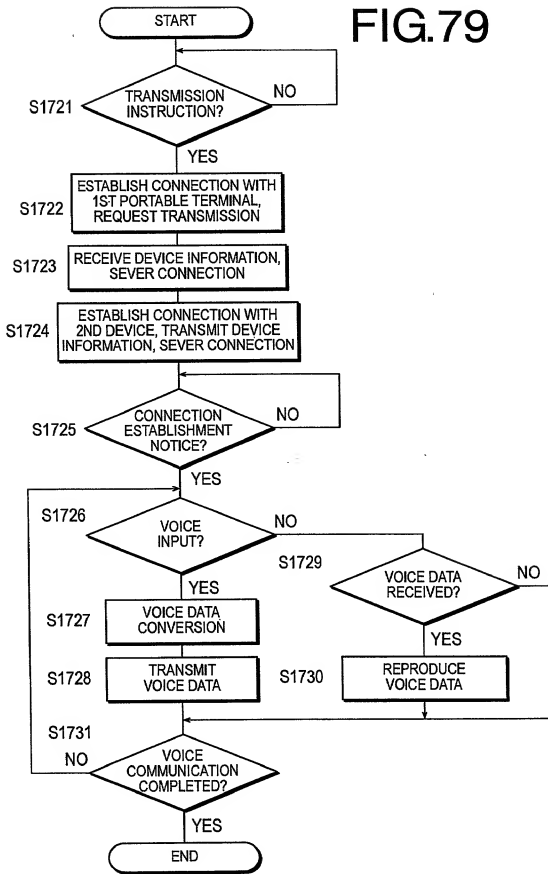 START
FIG.79
S1721
TRANSMISSION
INSTRUCTION?
NO
YES
S1722
ESTABLISH CONNECTION WITH
1ST PORTABLE TERMINAL,
REQUEST TRANSMISSION
S1723
RECEIVE DEVICE INFORMATION,
SEVER CONNECTION
S1724
ESTABLISH CONNECTION WITH
2ND DEVICE, TRANSMIT DEVICE
INFORMATION, SEVER CONNECTION
S1725
CONNECTION
ESTABLISHMENT
NOTICE?
NO
YES
S1726
VOICE
INPUT?
NO
YES
S1727
VOICE DATA
CONVERSION
S1728
TRANSMIT
VOICE DATA
S1729
VOICE DATA
RECEIVED?
NO
YES
S1730
REPRODUCE
VOICE DATA
S1731
NO
VOICE
COMMUNICATION
COMPLETED?
YES
END